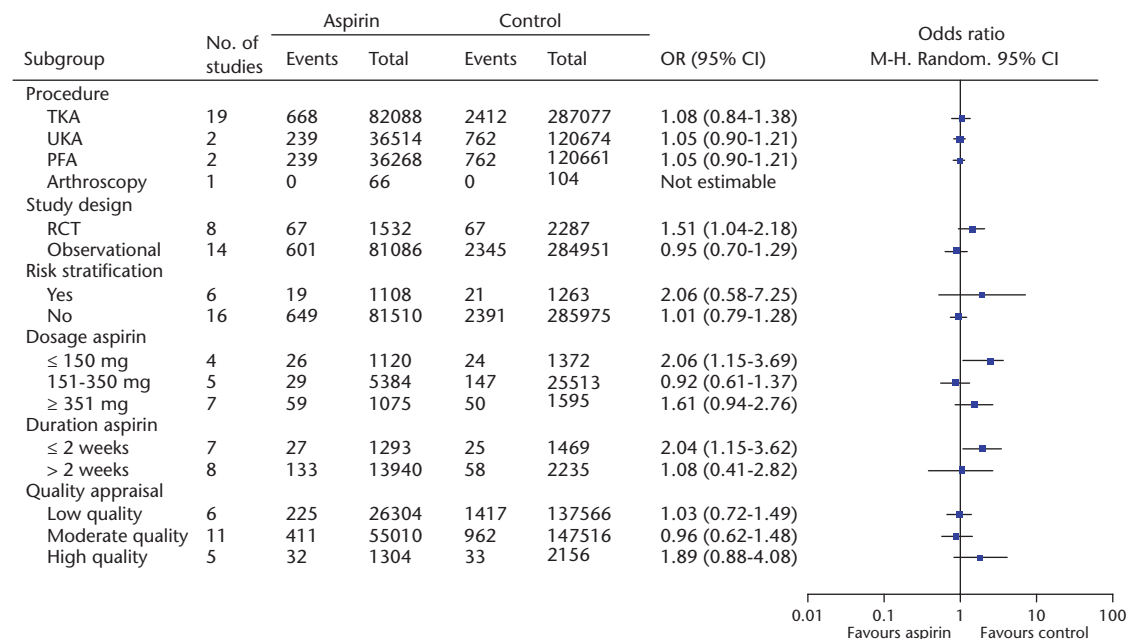 Aspirin Control Odds ratio
No. of
Subgroup studies Events Total Events Total OR (95% CI) M-H. Random. 95% CI
Procedure
TKA 19 668 82088 2412 287077 1.08 (0.84-1.38)
UKA 2 239 36514 762 120674 1.05 (0.90-1.21)
PFA 2 239 36268 762 120661 1.05 (0.90-1.21)
Arthroscopy 1 0 66 0 104 Not estimable
Study design
RCT 8 67 1532 67 2287 1.51 (1.04-2.18)
Observational 14 601 81086 2345 284951 0.95 (0.70-1.29)
Risk stratification
Yes 6 19 1108 21 1263 2.06 (0.58-7.25)
No 16 649 81510 2391 285975 1.01 (0.79-1.28)
Dosage aspirin
≤ 150 mg 4 26 1120 24 1372 2.06 (1.15-3.69)
151-350 mg 5 29 5384 147 25513 0.92 (0.61-1.37)
≥ 351 mg 7 59 1075 50 1595 1.61 (0.94-2.76)
Duration aspirin
≤ 2 weeks 7 27 1293 25 1469 2.04 (1.15-3.62)
> 2 weeks 8 133 13940 58 2235 1.08 (0.41-2.82)
Quality appraisal
Low quality 6 225 26304 1417 137566 1.03 (0.72-1.49)
Moderate quality 11 411 55010 962 147516 0.96 (0.62-1.48)
High quality 5 32 1304 33 2156 1.89 (0.88-4.08)
0.01 0.1 1 10 100
Favours aspirin Favours control